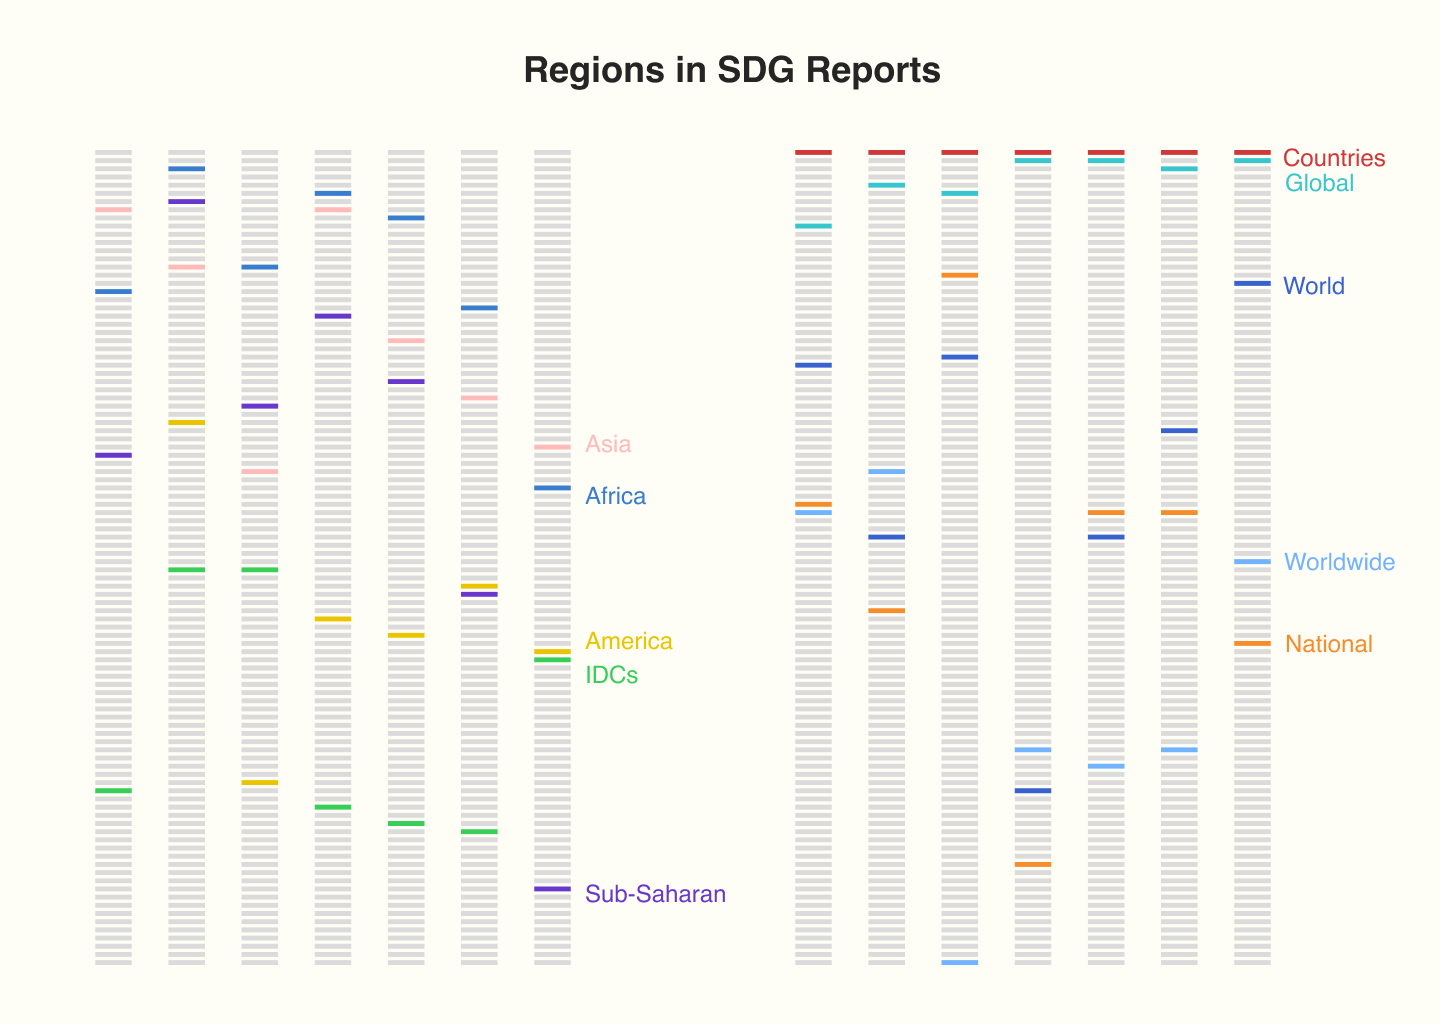 Regions in SDG Reports
Asia
Africa
America
IDCs
Sub-Saharan
Countries
Global
World
Worldwide
National